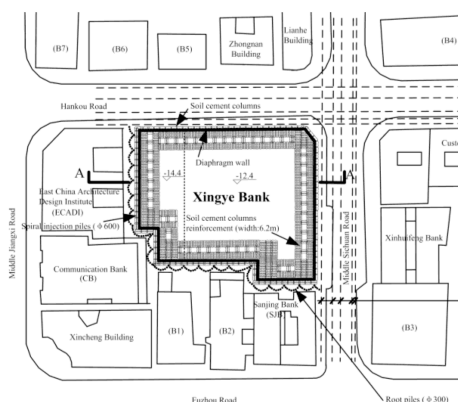 Lianhe
Building
Zhongnan
Building
(B7)
(B6)
(B5)
(B4)
Hankou Road
Soil cement columns
Diaphragm wall
A
A
-14.4
-12.4
Xingye Bank
East China Architecture
Design Institute
(ECADI)
Spiral injection piles (φ600)
Soil cement columns
reinforcement (width:6.2m)
Middle Jiangxi Road
Middle Sichuan Road
Xinhuifeng Bank
Communication Bank
(CB)
Sanjing Bank
(SJB)
Xincheng Building
(B1)
(B2)
(B3)
Fuzhou Road
Root piles (φ300)